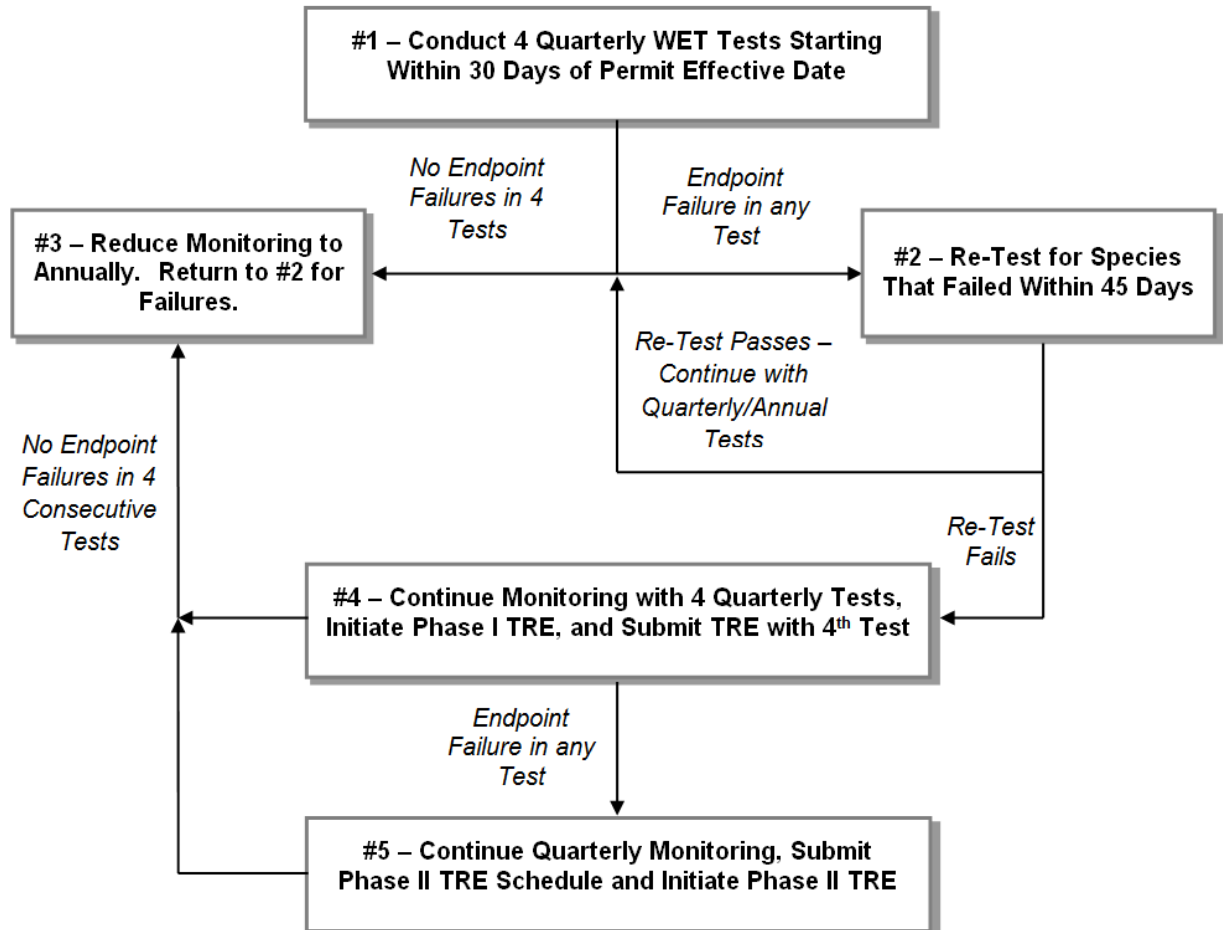 #1 – Conduct 4 Quarterly WET Tests Starting
Within 30 Days of Permit Effective Date
No Endpoint
Failures in 4
Tests
Endpoint
Failure in any
Test
#3 – Reduce Monitoring to
Annually.   Return to #2 for
Failures.
#2 – Re-Test for Species
That Failed Within 45 Days
Re-Test Passes –
Continue with
Quarterly/Annual
Tests
No Endpoint
Failures in 4
Consecutive
Tests
Re-Test
Fails
#4 – Continue Monitoring with 4 Quarterly Tests,
Initiate Phase I TRE, and Submit TRE with 4th Test
Endpoint
Failure in any
Test
#5 – Continue Quarterly Monitoring, Submit
Phase II TRE Schedule and Initiate Phase II TRE